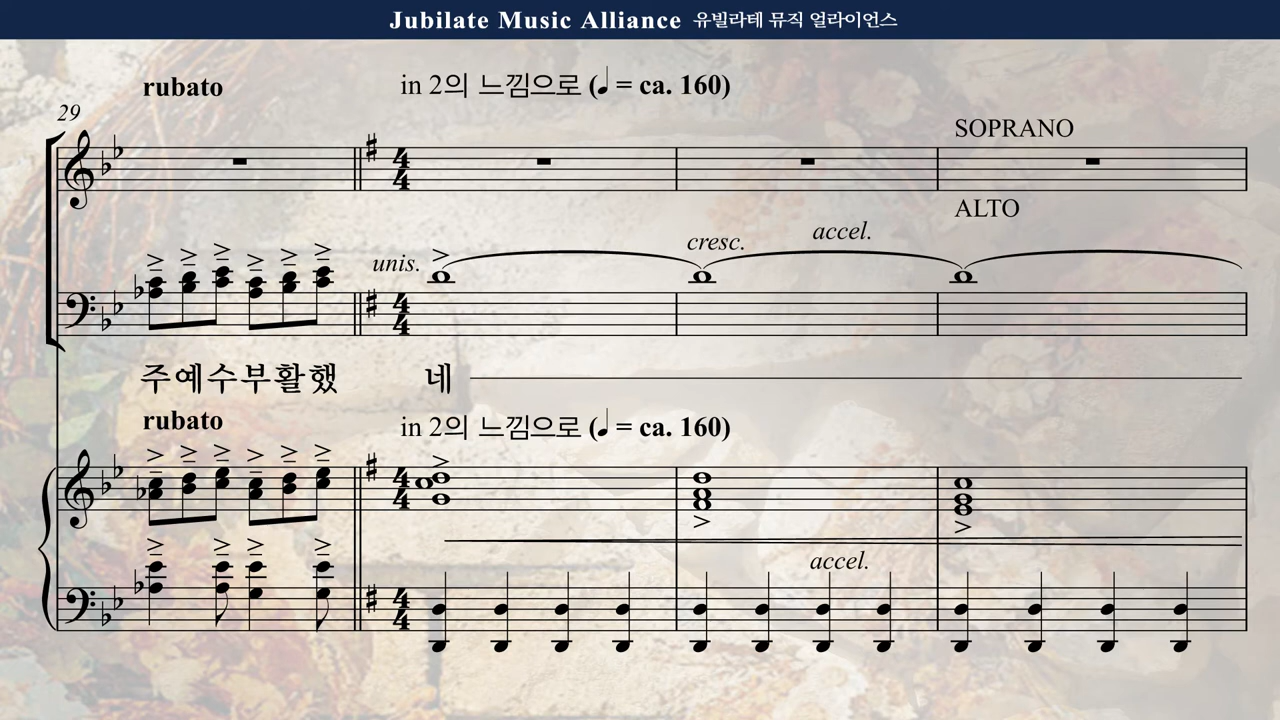 Jubilate Music Alliance 유빌라테 뮤직 얼라이언스
rubato in 2의 느낌으로 (♩ = ca. 160)
29
SOPRANO
ALTO
unis. cresc. accel.
주예수부활했 네
rubato in 2의 느낌으로 (♩ = ca. 160)
accel.